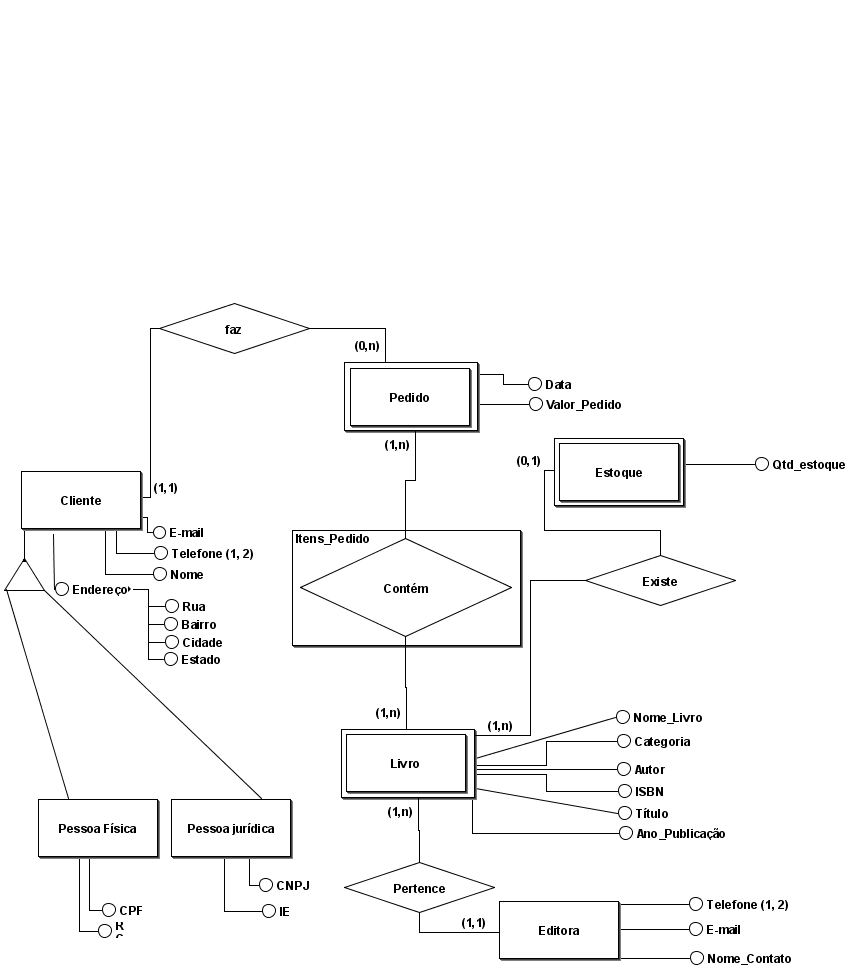 faz
(0,n)
Pedido
Data
Valor_Pedido
(1,n)
(0,1)
Estoque
Qtd_estoque
Cliente
(1,1)
E-mail
Telefone (1, 2)
Nome
Endereço
Rua
Bairro
Cidade
Estado
Itens_Pedido
Contém
Existe
(1,n)
(1,n)
Livro
Nome_Livro
Categoria
Autor
ISBN
Título
Ano_Publicação
(1,n)
Pessoa Física
Pessoa jurídica
CNPJ
IE
CPF
R
Pertence
(1,1)
Editora
Telefone (1, 2)
E-mail
Nome_Contato